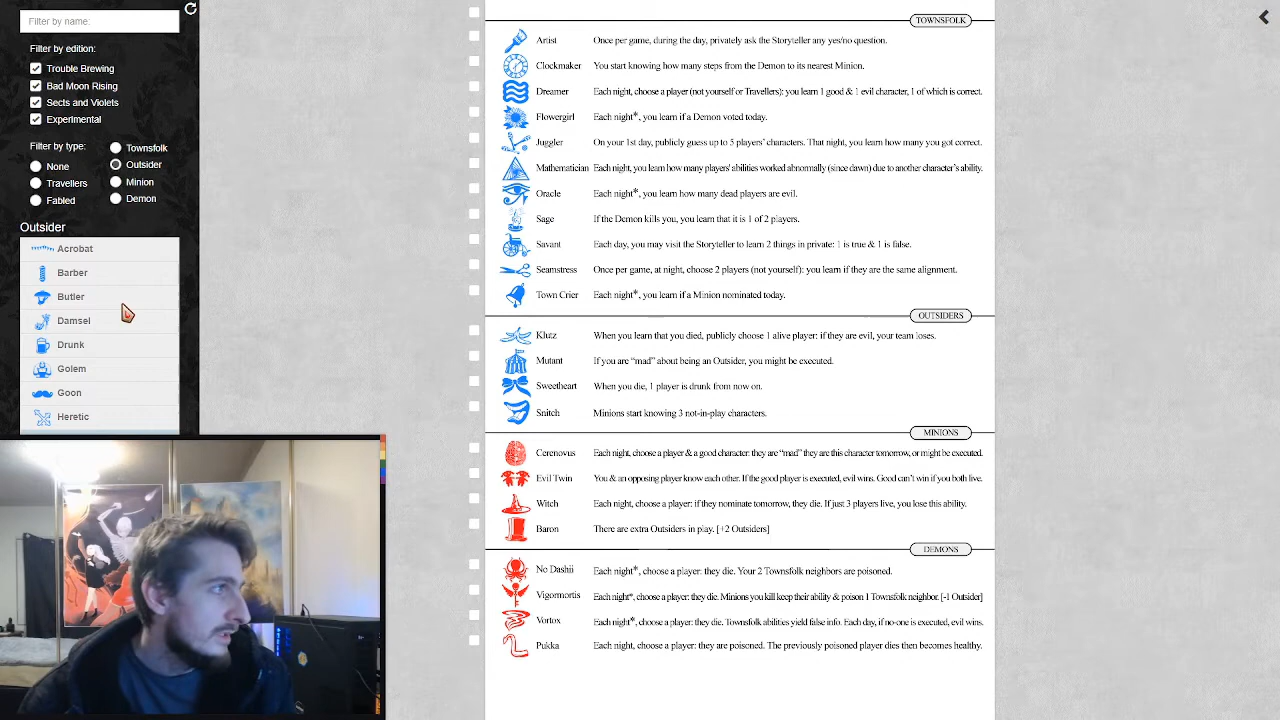 Filter by name:
Filter by edition:
Trouble Brewing
Bad Moon Rising
Sects and Violets
Experimental
Filter by type:
None
Travellers
Fabled
Townsfolk
Outsider
Minion
Demon
Outsider
Acrobat
Barber
Butler
Damsel
Drunk
Golem
Goon
Heretic
TOWNSFOLK
Artist Once per game, during the day, privately ask the Storyteller any yes/no question.
Clockmaker You start knowing how many steps from the Demon to its nearest Minion.
Dreamer Each night, choose a player (not yourself or Travellers): you learn 1 good & 1 evil character, 1 of which is correct.
Flowergirl Each night*, you learn if a Demon voted today.
Juggler On your 1st day, publicly guess up to 5 players' characters. That night, you learn how many you got correct.
Mathematician Each night, you learn how many players' abilities worked abnormally (since dawn) due to another character's ability.
Oracle Each night*, you learn how many dead players are evil.
Sage If the Demon kills you, you learn that it is 1 of 2 players.
Savant Each day, you may visit the Storyteller to learn 2 things in private: 1 is true & 1 is false.
Seamstress Once per game, at night, choose 2 players (not yourself): you learn if they are the same alignment.
Town Crier Each night*, you learn if a Minion nominated today.
OUTSIDERS
Klutz When you learn that you died, publicly choose 1 alive player: if they are evil, your team loses.
Mutant If you are “mad” about being an Outsider, you might be executed.
Sweetheart When you die, 1 player is drunk from now on.
Snitch Minions start knowing 3 not-in-play characters.
MINIONS
Cerenovus Each night, choose a player & a good character: they are “mad” they are this character tomorrow, or might be executed.
Evil Twin You & an opposing player know each other. If the good player is executed, evil wins. Good can't win if you both live.
Witch Each night, choose a player: if they nominate tomorrow, they die. If just 3 players live, you lose this ability.
Baron There are extra Outsiders in play. [+2 Outsiders]
DEMONS
No Dashii Each night*, choose a player: they die. Your 2 Townsfolk neighbors are poisoned.
Vigormortis Each night*, choose a player: they die. Minions you kill keep their ability & poison 1 Townsfolk neighbor. [-1 Outsider]
Vortox Each night*, choose a player: they die. Townsfolk abilities yield false info. Each day, if no-one is executed, evil wins.
Pukka Each night, choose a player: they are poisoned. The previously poisoned player dies then becomes healthy.